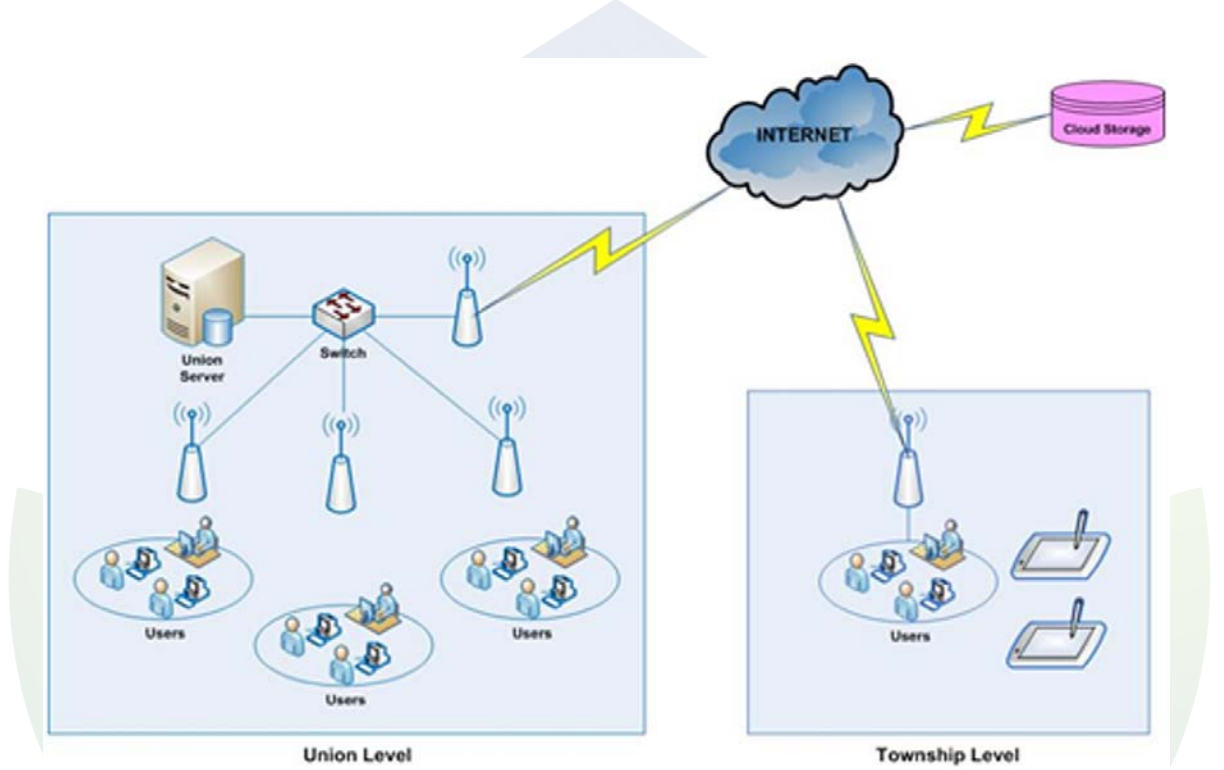 INTERNET
Cloud Storage
Union
Server
Switch
Users
Users
Users
Users
Union Level
Township Level